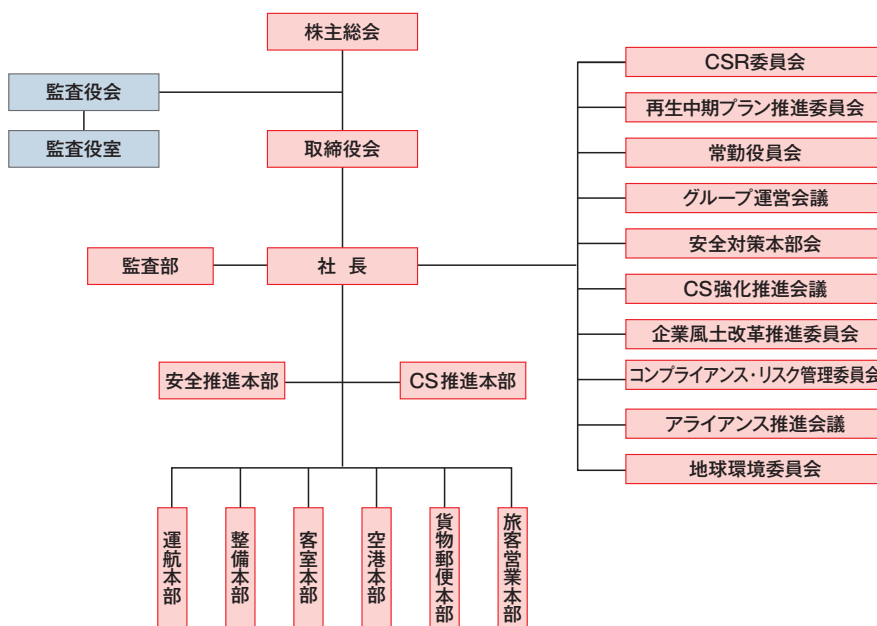 株主総会
監査役会
監査役室
取締役会
監査部
社長
安全推進本部
CS推進本部
運航本部
整備本部
客室本部
空港本部
貨物郵便本部
旅客営業本部
CSR委員会
再生中期プラン推進委員会
常勤役員会
グループ運営会議
安全対策本部会
CS強化推進会議
企業風土改革推進委員会
コンプライアンス・リスク管理委員会
アライアンス推進会議
地球環境委員会